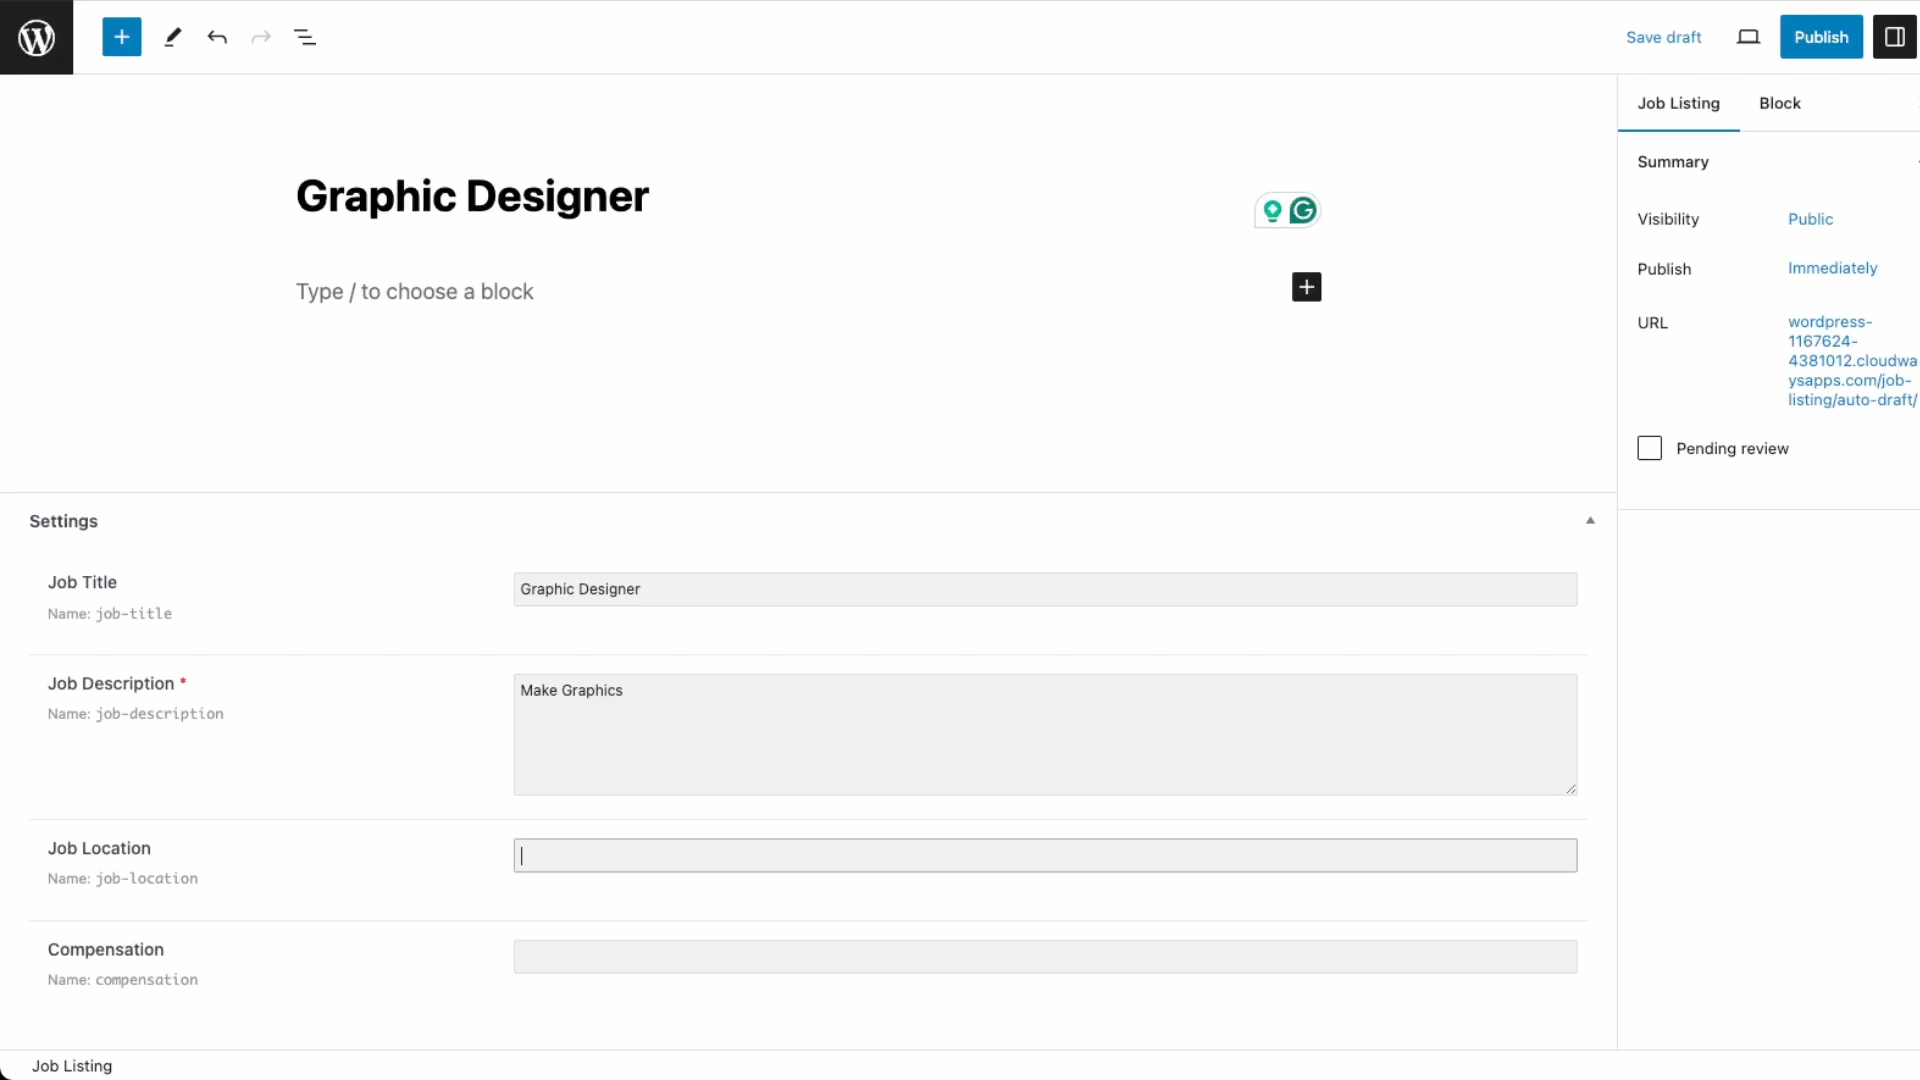 Save draft
Publish
Job Listing
Block
Summary
Graphic Designer
Visibility
Public
Publish
Immediately
Type / to choose a block
URL
wordpress-
1167624-
4381012.cloudwa
ysapps.com/job-
listing/auto-draft/
Pending review
Settings
Job Title
Graphic Designer
Name: job-title
Job Description *
Make Graphics
Name: job-description
Job Location
Name: job-location
Compensation
Name: compensation
Job Listing